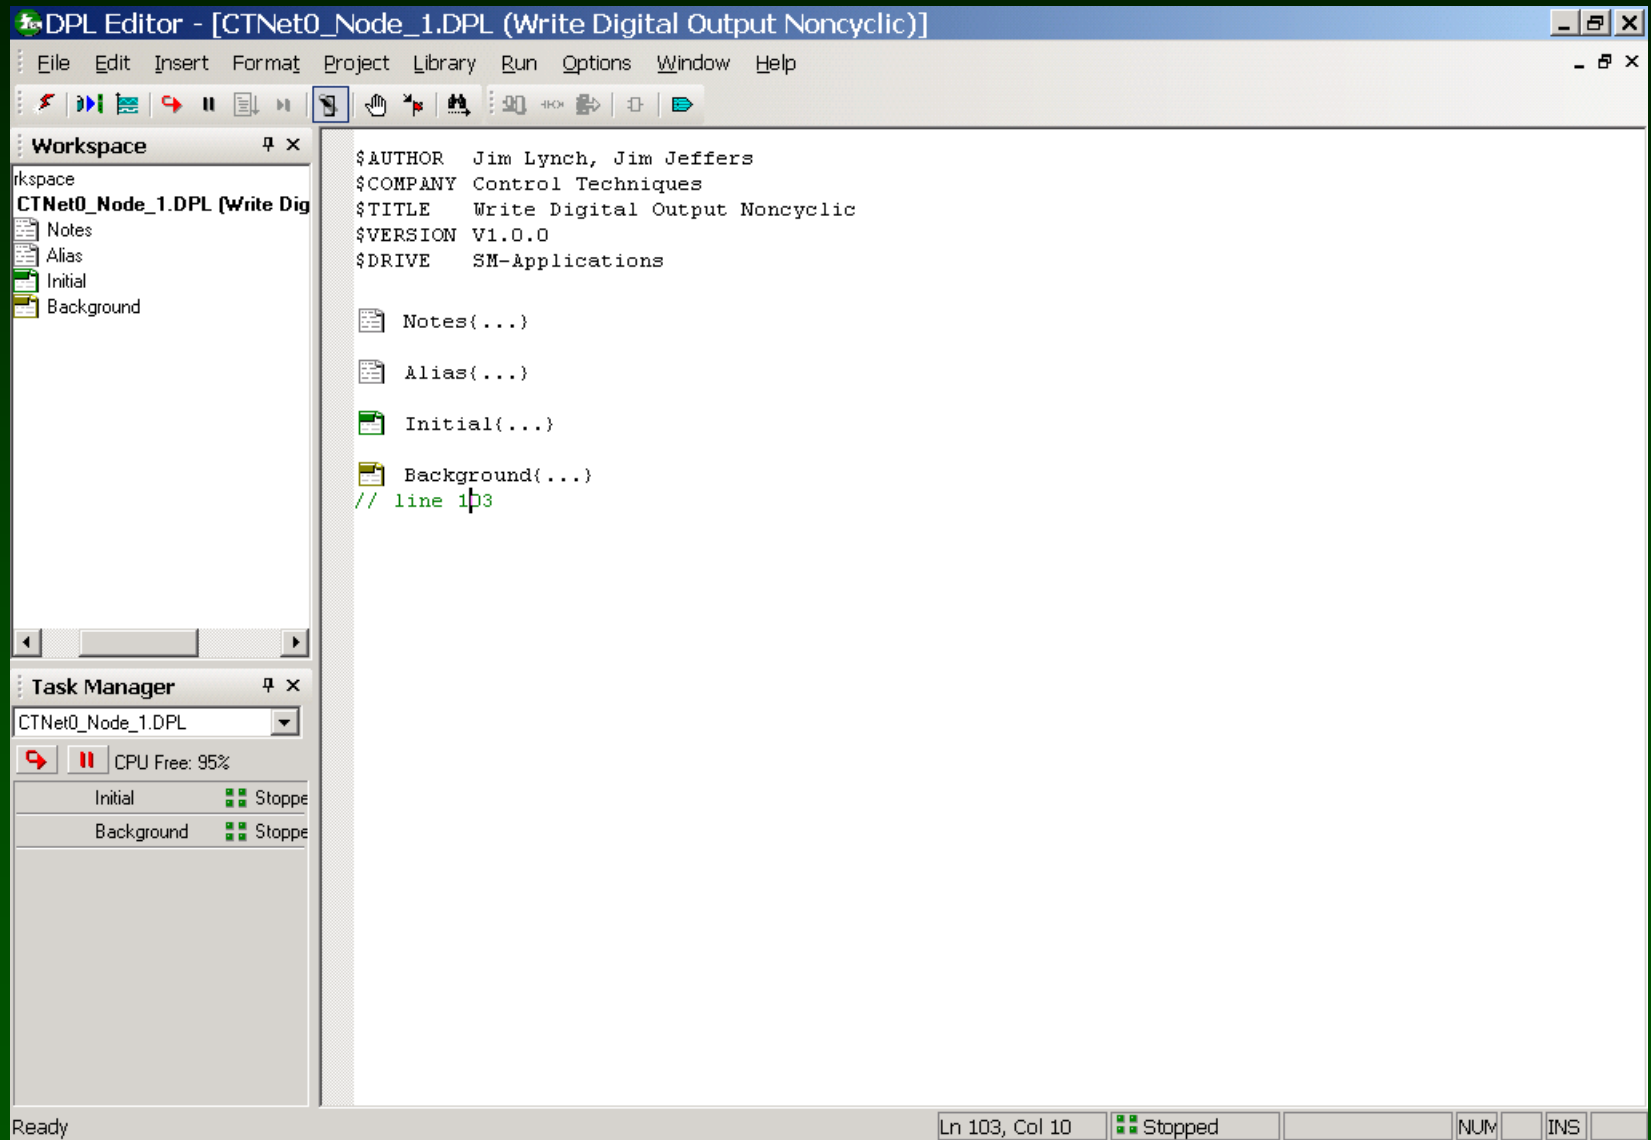 DPL Editor - [CTNet0_Node_1.DPL (Write Digital Output Noncyclic)]
File Edit Insert Format Project Library Run Options Window Help
Workspace
rkspace
CTNet0_Node_1.DPL (Write Dig
Notes
Alias
Initial
Background
$AUTHOR Jim Lynch, Jim Jeffers
$COMPANY Control Techniques
$TITLE Write Digital Output Noncyclic
$VERSION V1.0.0
$DRIVE SM-Applications
Notes{...}
Alias{...}
Initial{...}
Background{...}
// line 103
Task Manager
CTNet0_Node_1.DPL
CPU Free: 95%
Initial Stoppe
Background Stoppe
Ready Ln 103, Col 10 Stopped NUM INS